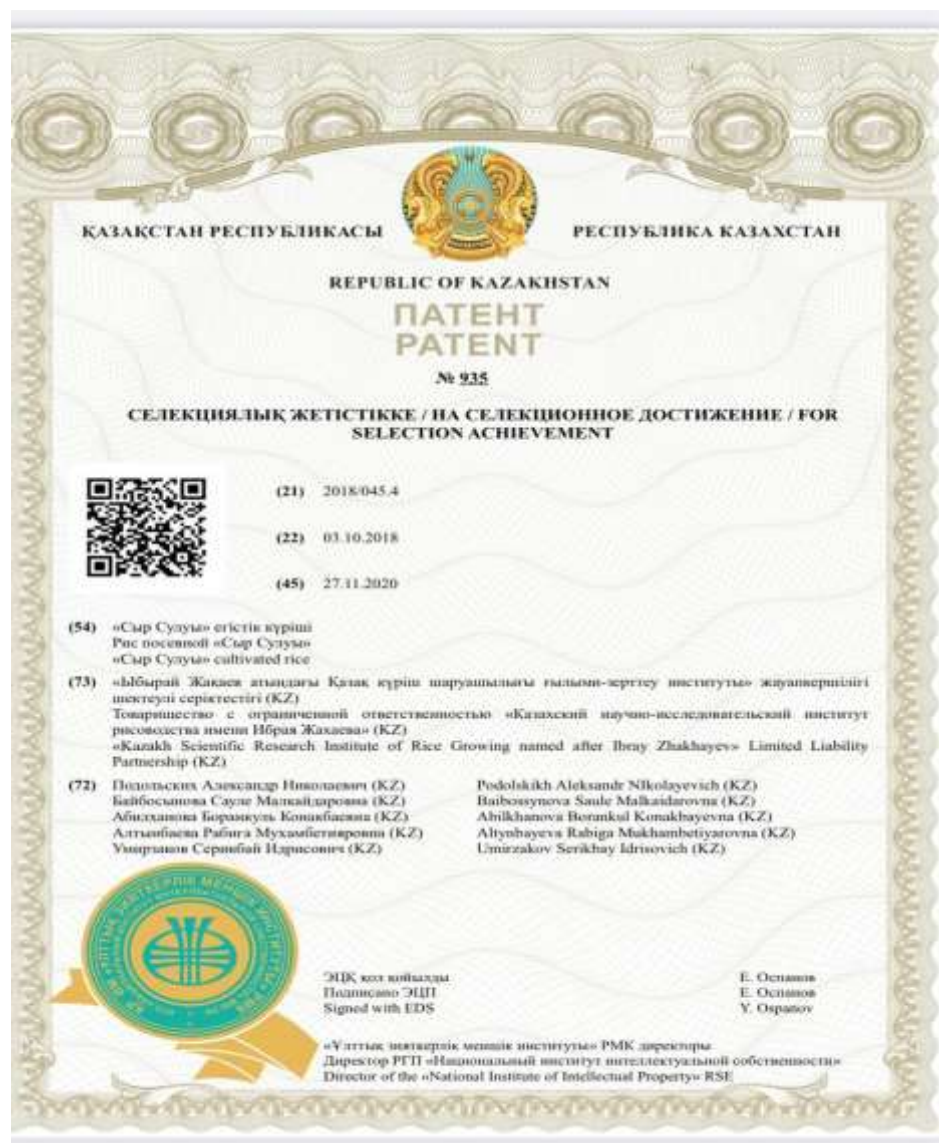 ҚАЗАҚСТАН РЕСПУБЛИКАСЫ
РЕСПУБЛИКА КАЗАХСТАН
REPUBLIC OF KAZAKHSTAN
ПАТЕНТ
PATENT
№ 935
СЕЛЕКЦИЯЛЫҚ ЖЕТІСТІККЕ / НА СЕЛЕКЦИОННОЕ ДОСТИЖЕНИЕ / FOR
SELECTION ACHIEVEMENT
(21) 2018/045.4
(22) 03.10.2018
(45) 27.11.2020
(54) «Сыр Сұлуы» егістік күріші
Рис посевной «Сыр Сулуы»
«Сыр Сулуы» cultivated rice
(73) «Ыбырай Жақаев атындағы Қазақ күріш шаруашылығы ғылыми-зерттеу институты» жауапкершілігі
шектеулі серіктестігі (KZ)
Товарищество с ограниченной ответственностью «Казахский научно-исследовательский институт
рисоводства имени Ибрая Жахаева» (KZ)
«Kazakh Scientific Research Institute of Rice Growing named after Ibray Zhakhayev» Limited Liability
Partnership (KZ)
(72) Подольских Александр Николаевич (KZ) Podolskikh Aleksandr NIkolayevich (KZ)
Байбосынова Сауле Малкайдаровна (KZ) Baibossynova Saule Malkaidarovna (KZ)
Абилханова Боранкуль Конакбаевна (KZ) Abilkhanova Borankul Konakbayevna (KZ)
Алтынбаева Рабига Мухамбетияровна (KZ) Altynbayeva Rabiga Mukhambetiyarovna (KZ)
Умирзаков Серикбай Идрисович (KZ) Umirzakov Serikbay Idrisovich (KZ)
ЭЦҚ қол қойылды Е. Оспанов
Подписано ЭЦП Е. Оспанов
Signed with EDS Y. Ospanov
«Ұлттық зияткерлік меншік институты» РМК директоры
Директор РГП «Национальный институт интеллектуальной собственности»
Director of the «National Institute of Intellectual Property» RSE